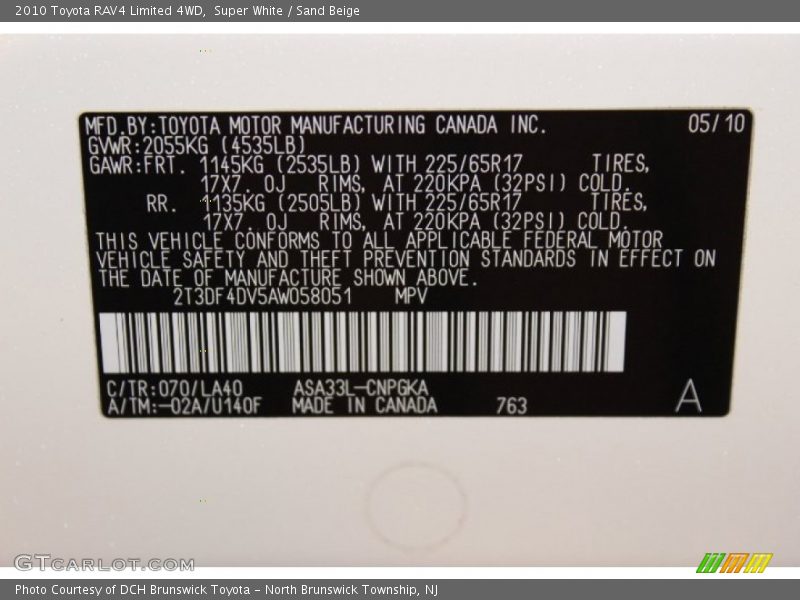 2010 Toyota RAV4 Limited 4WD, Super White / Sand Beige
MFD.BY:TOYOTA MOTOR MANUFACTURING CANADA INC. 05/10
GVWR:2055KG (4535LB)
GAWR:FRT. 1145KG (2535LB) WITH 225/65R17 TIRES,
17X7. 0J RIMS, AT 220KPA (32PSI) COLD.
RR. 1135KG (2505LB) WITH 225/65R17 TIRES,
17X7. 0J RIMS, AT 220KPA (32PSI) COLD.
THIS VEHICLE CONFORMS TO ALL APPLICABLE FEDERAL MOTOR
VEHICLE SAFETY AND THEFT PREVENTION STANDARDS IN EFFECT ON
THE DATE OF MANUFACTURE SHOWN ABOVE.
2T3DF4DV5AW058051 MPV
C/TR:070/LA40 ASA33L-CNPGKA
A/TM:-02A/U140F MADE IN CANADA 763 A
GTCARLOT.COM
Photo Courtesy of DCH Brunswick Toyota - North Brunswick Township, NJ